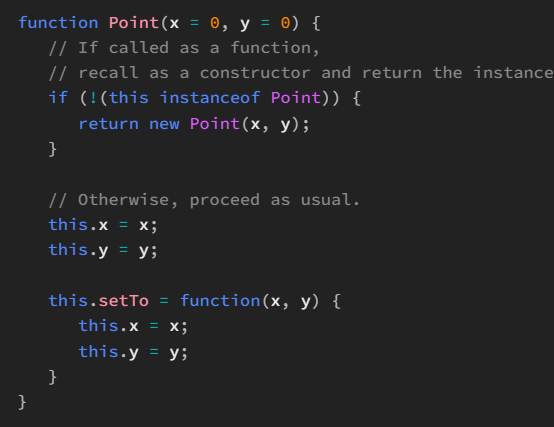 function Point(x = 0, y = 0) {
   // If called as a function,
   // recall as a constructor and return the instance
   if (!(this instanceof Point)) {
      return new Point(x, y);
   }

   // Otherwise, proceed as usual.
   this.x = x;
   this.y = y;

   this.setTo = function(x, y) {
      this.x = x;
      this.y = y;
   }
}